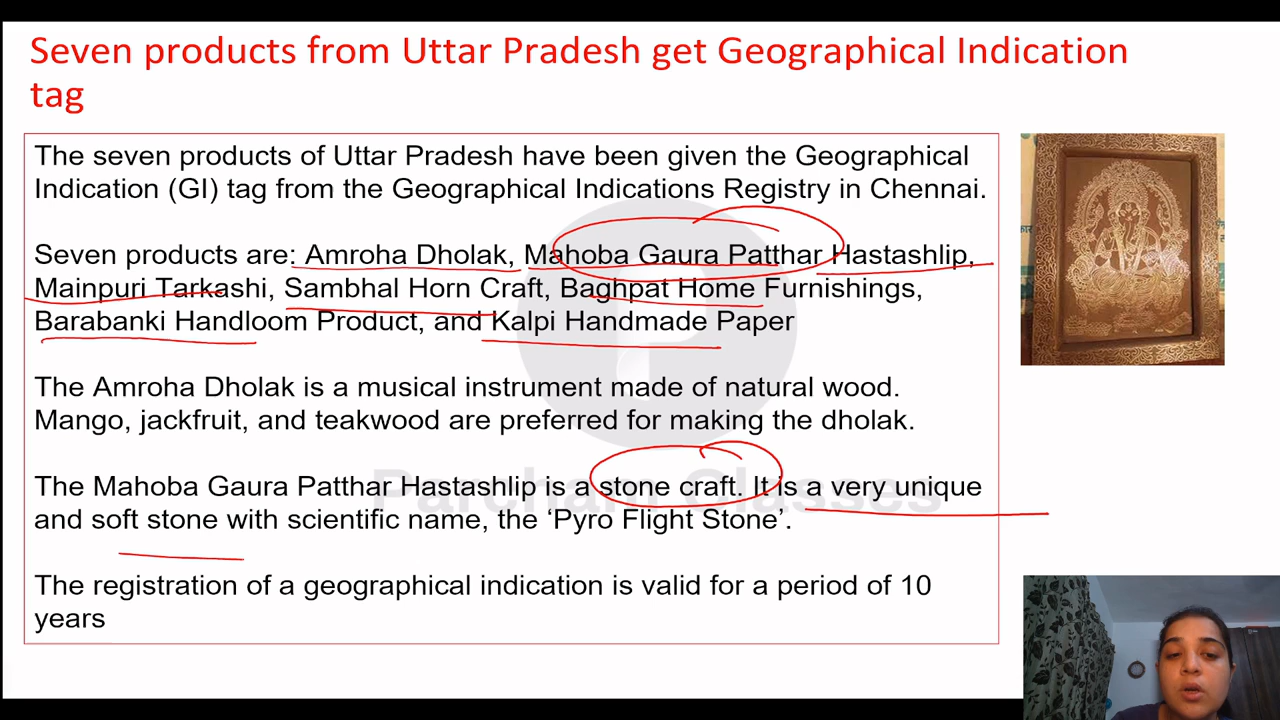 Seven products from Uttar Pradesh get Geographical Indication
tag
The seven products of Uttar Pradesh have been given the Geographical
Indication (GI) tag from the Geographical Indications Registry in Chennai.
Seven products are: Amroha Dholak, Mahoba Gaura Patthar Hastashlip,
Mainpuri Tarkashi, Sambhal Horn Craft, Baghpat Home Furnishings,
Barabanki Handloom Product, and Kalpi Handmade Paper
The Amroha Dholak is a musical instrument made of natural wood.
Mango, jackfruit, and teakwood are preferred for making the dholak.
The Mahoba Gaura Patthar Hastashlip is a stone craft. It is a very unique
and soft stone with scientific name, the ‘Pyro Flight Stone’.
The registration of a geographical indication is valid for a period of 10
years
Parcham Classes